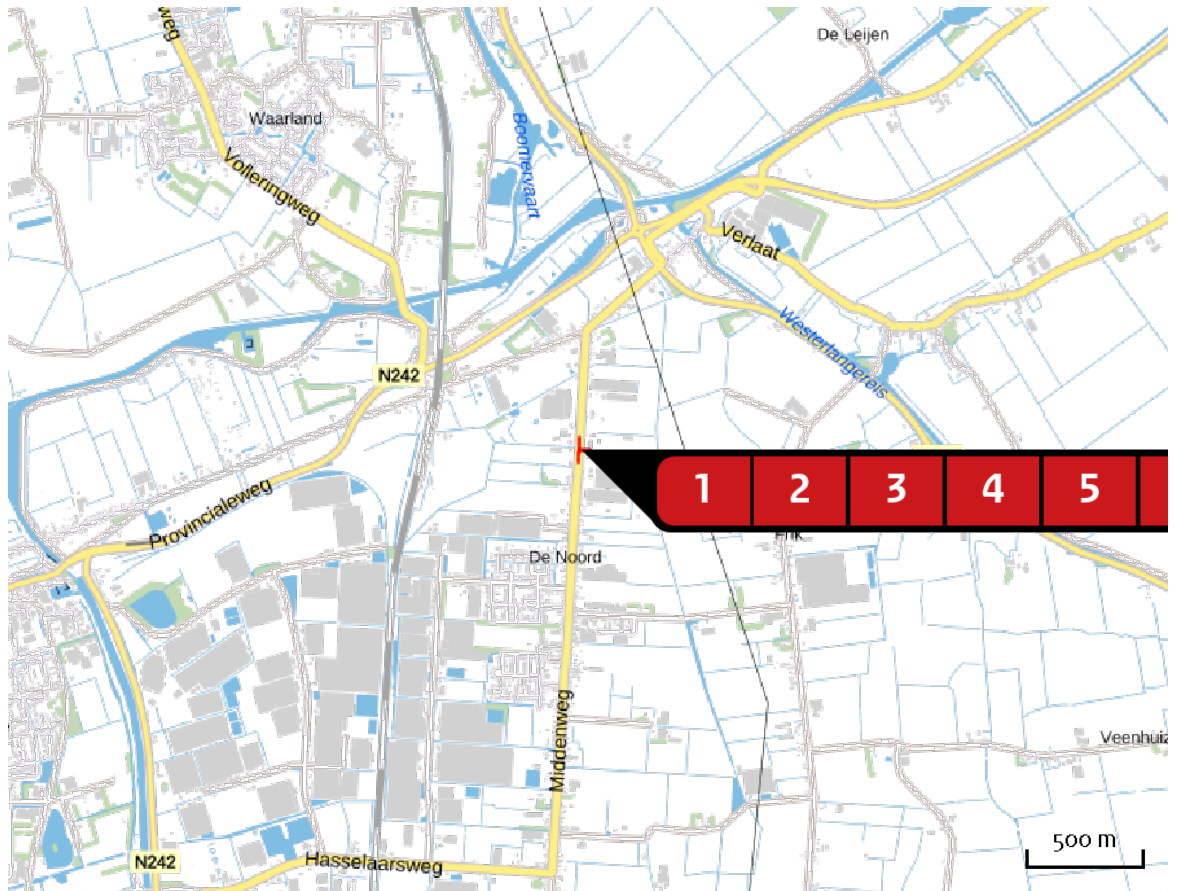 weg
De Leijen
Waarland
Boomervaart
Volleringweg
Verlaat
Westerlangereis
N242
1 2 3 4 5
Provincialeweg
De Noord
Middenweg
Veenhuiz
500 m
N242
Hasselaarsweg